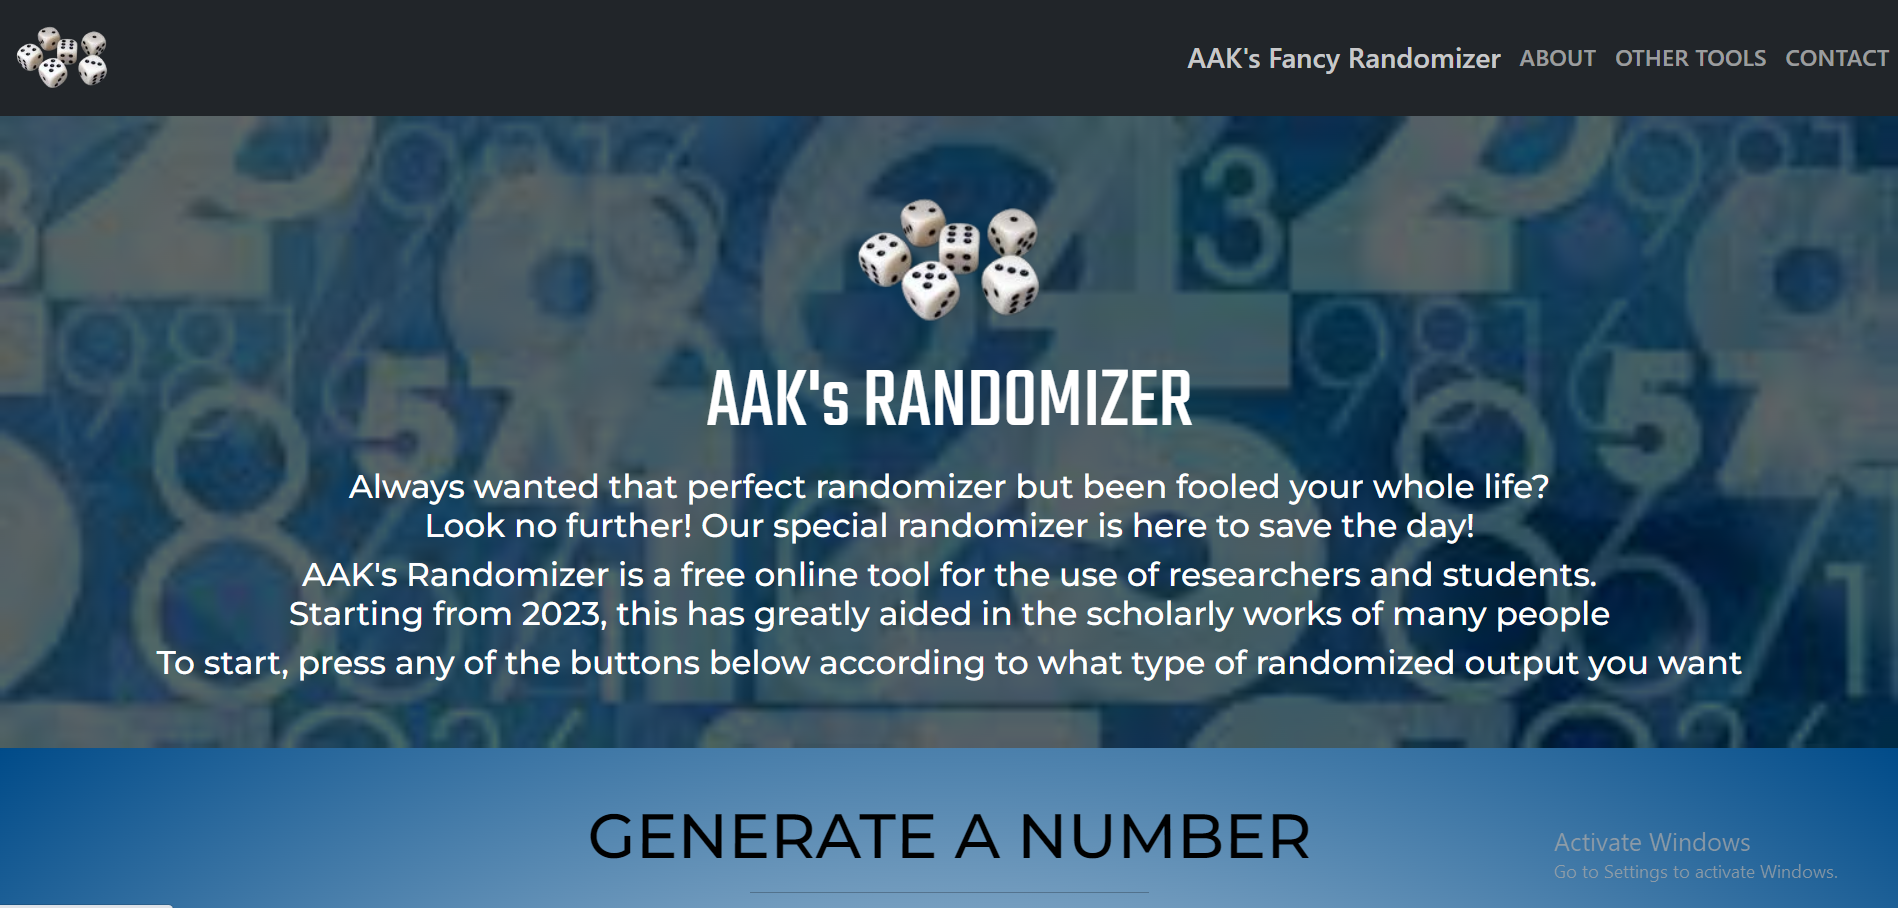 AAK's Fancy Randomizer ABOUT OTHER TOOLS CONTACT
AAK's RANDOMIZER
Always wanted that perfect randomizer but been fooled your whole life?
Look no further! Our special randomizer is here to save the day!
AAK's Randomizer is a free online tool for the use of researchers and students.
Starting from 2023, this has greatly aided in the scholarly works of many people
To start, press any of the buttons below according to what type of randomized output you want
GENERATE A NUMBER
Activate Windows
Go to Settings to activate Windows.